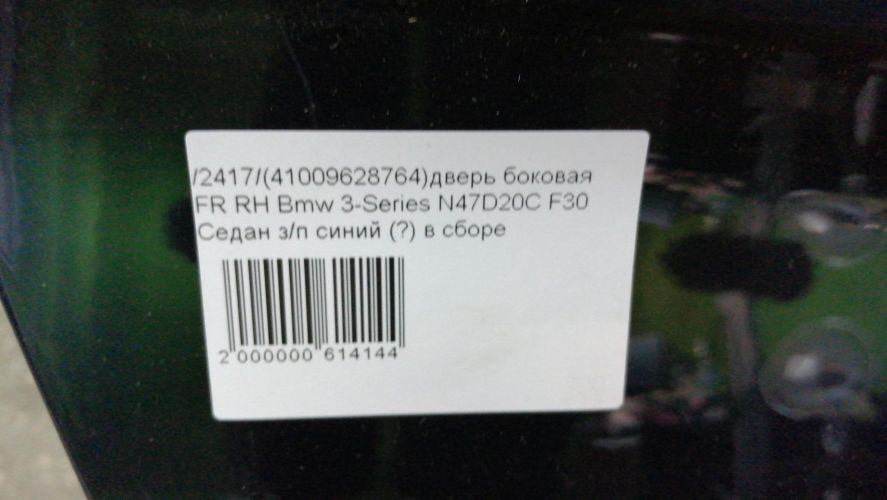 /2417/(41009628764)дверь боковая
FR RH Bmw 3-Series N47D20C F30
Седан з/п синий (?) в сборе
2 000000 614144